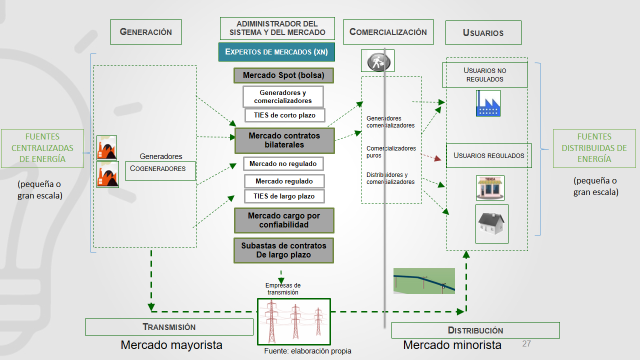 GENERACIÓN
ADIMINISTRADOR DEL
SISTEMA Y DEL MERCADO
COMERCIALIZACIÓN
USUARIOS
EXPERTOS DE MERCADOS (XN)
Mercado Spot (bolsa)
Generadores y
comercializadores
TIES de corto plazo
Mercado contratos
bilaterales
Mercado no regulado
Mercado regulado
TIES de largo plazo
Mercado cargo por
confiabilidad
Subastas de contratos
De largo plazo
FUENTES
CENTRALIZADAS
DE ENERGÍA
(pequeña o
gran escala)
Generadores
COGENERADORES
Generadores
comercializadores
Comercializadores
puros
Distribuidores y
comercializadores
USUARIOS NO
REGULADOS
USUARIOS REGULADOS
FUENTES
DISTRIBUIDAS DE
ENERGÍA
(pequeña o
gran escala)
Empresas de
transmisión
TRANSMISIÓN
DISTRIBUCIÓN
Mercado mayorista
Fuente: elaboración propia
Mercado minorista
27